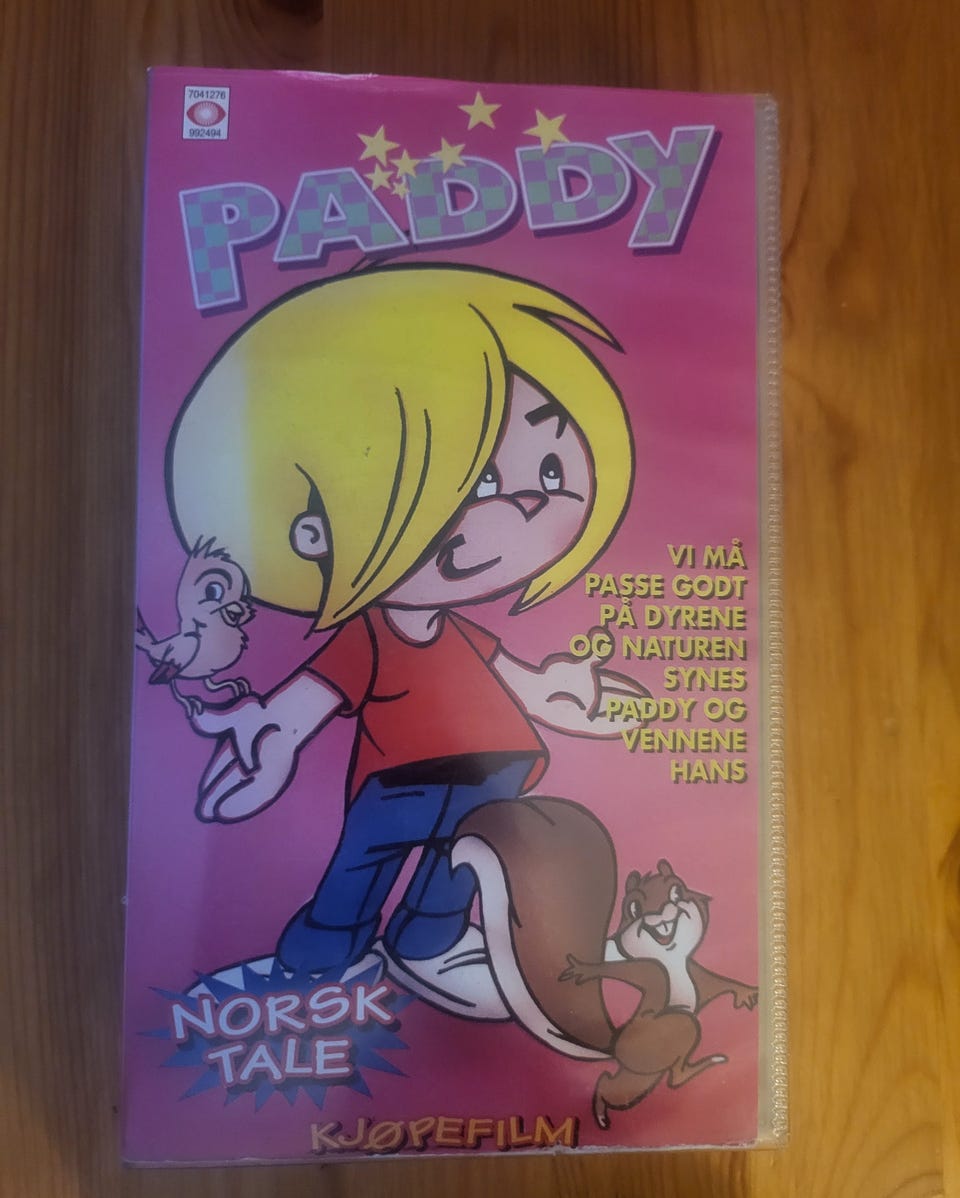 7041276
992494
PADDY
VI MÅ
PASSE GODT
PÅ DYRENE
OG NATUREN
SYNES
PADDY OG
VENNENE
HANS
NORSK
TALE
KJØPEFILM